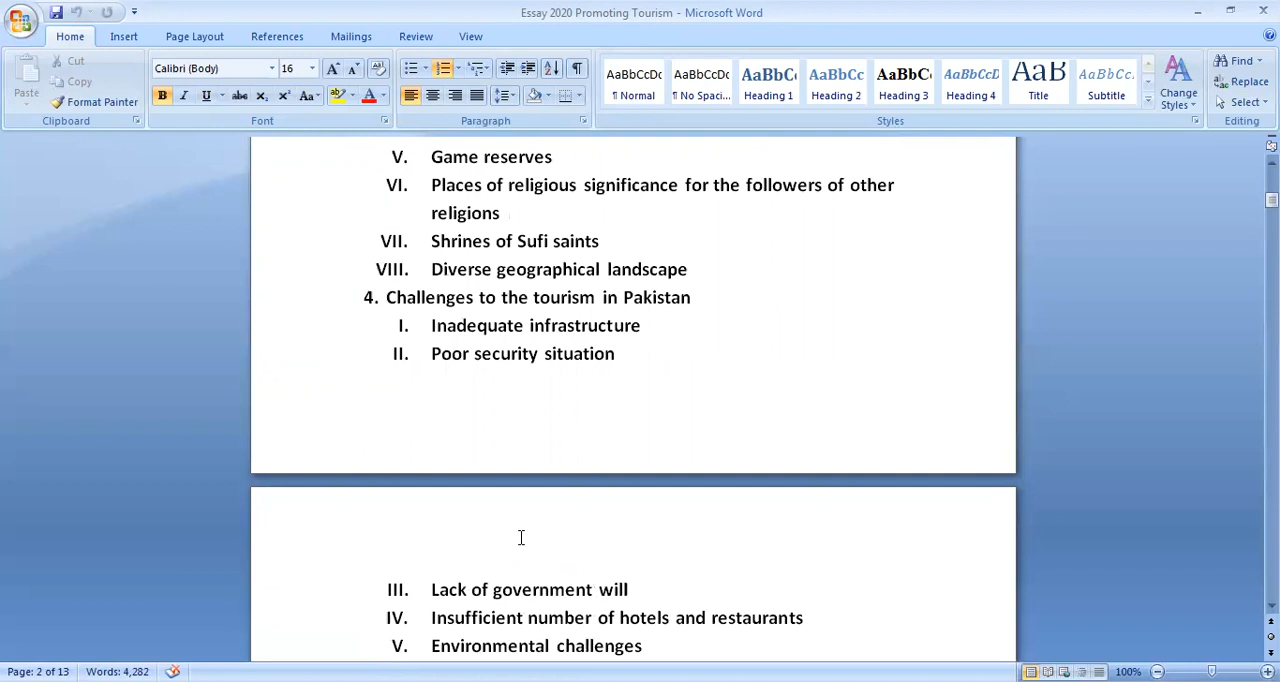 Essay 2020 Promoting Tourism - Microsoft Word
Home Insert Page Layout References Mailings Review View
Paste
Cut
Copy
Format Painter
Clipboard
Calibri (Body) 16
B I U abc X₂ X² Aa A
Font
Paragraph
AaBbCcDc AaBbCcDc AaBbC AaBbCc AaBbCc AaBbCcD AaB AaBbCc.
¶ Normal ¶ No Spaci... Heading 1 Heading 2 Heading 3 Heading 4 Title Subtitle
Change Styles
Styles
Find
Replace
Select
Editing
V. Game reserves
VI. Places of religious significance for the followers of other
religions
VII. Shrines of Sufi saints
VIII. Diverse geographical landscape
4. Challenges to the tourism in Pakistan
I. Inadequate infrastructure
II. Poor security situation
III. Lack of government will
IV. Insufficient number of hotels and restaurants
V. Environmental challenges
Page: 2 of 13 Words: 4,282 100%